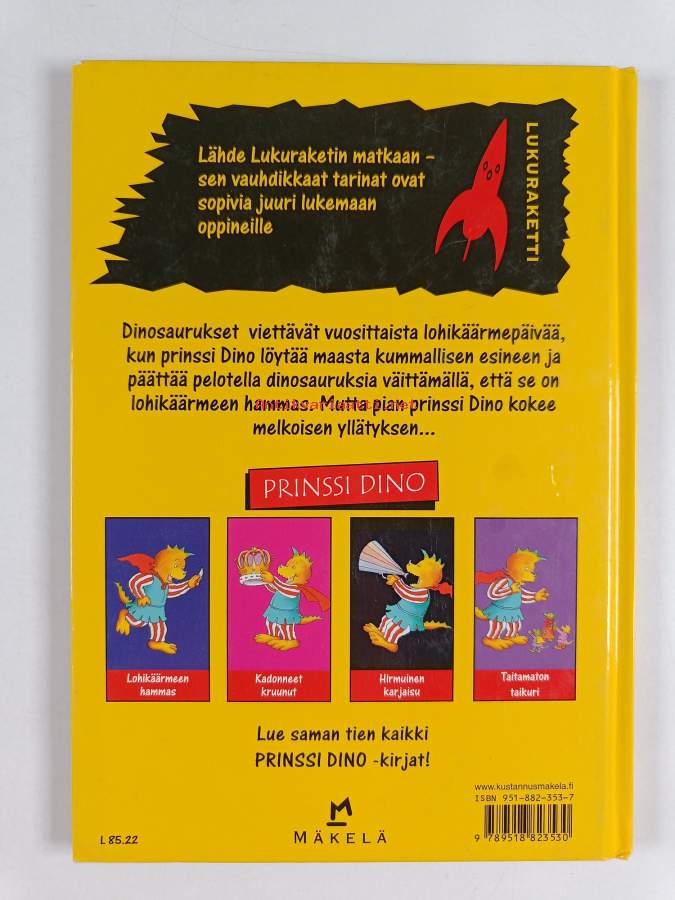 Lähde Lukuraketin matkaan –
sen vauhdikkaat tarinat ovat
sopivia juuri lukemaan
oppineille
LUKURAKETTI
Dinosaurukset viettävät vuosittaista lohikäärmepäivää,
kun prinssi Dino löytää maasta kummallisen esineen ja
päättää pelotella dinosauruksia väittämällä, että se on
lohikäärmeen hammas. Mutta pian prinssi Dino kokee
melkoisen yllätyksen...
PRINSSI DINO
Lohikäärmeen
hammas
Kadonneet
kruunut
Hirmuinen
karjaisu
Taitamaton
taikuri
Lue saman tien kaikki
PRINSSI DINO -kirjat!
www.kustannusmakela.fi
ISBN 951-882-353-7
9 789518 823530
MÄKELÄ
L 85.22